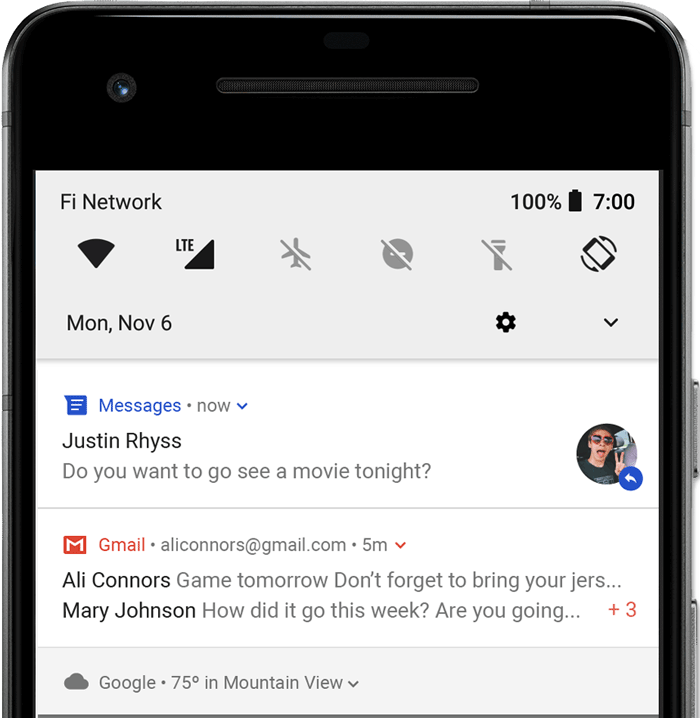 Fi Network 100% 7:00
LTE
Mon, Nov 6
Messages • now
Justin Rhyss
Do you want to go see a movie tonight?
Gmail • aliconnors@gmail.com • 5m
Ali Connors Game tomorrow Don’t forget to bring your jers...
Mary Johnson How did it go this week? Are you going... + 3
Google • 75º in Mountain View